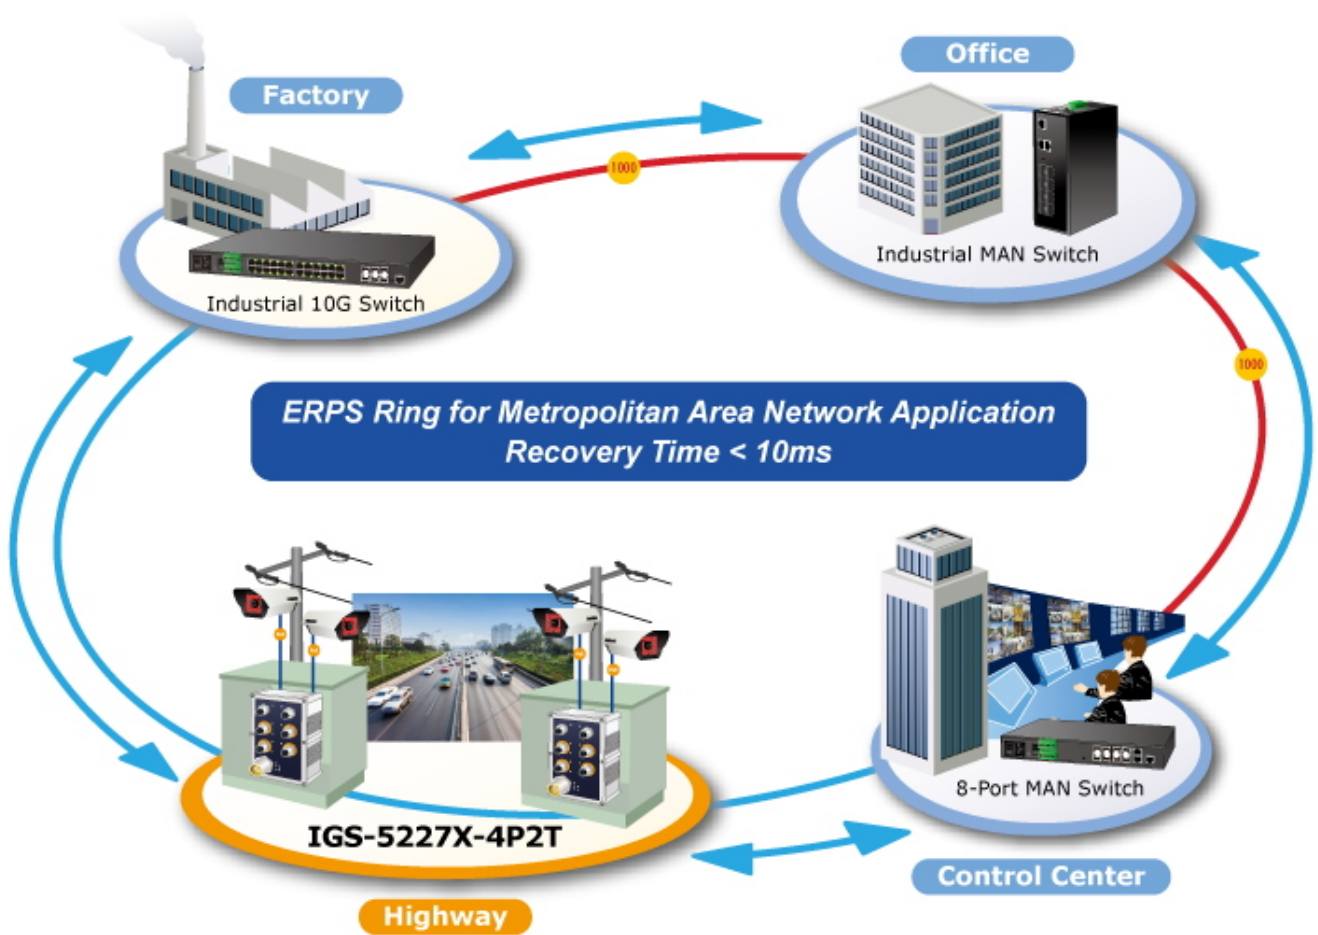 Office
Factory
1000
Industrial MAN Switch
Industrial 10G Switch
1000
ERPS Ring for Metropolitan Area Network Application
Recovery Time < 10ms
8-Port MAN Switch
IGS-5227X-4P2T
Control Center
Highway